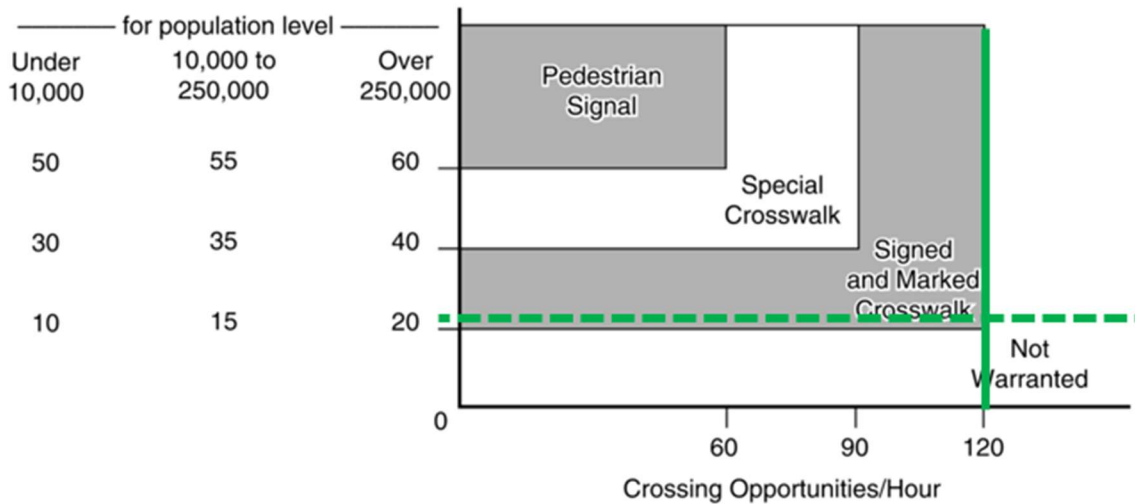 for population level
Under
10,000
10,000 to
250,000
Over
250,000
Pedestrian
Signal
50 55 60
Special
Crosswalk
30 35 40
Signed
and Marked
Crosswalk
10 15 20
Not
Warranted
0
60 90 120
Crossing Opportunities/Hour